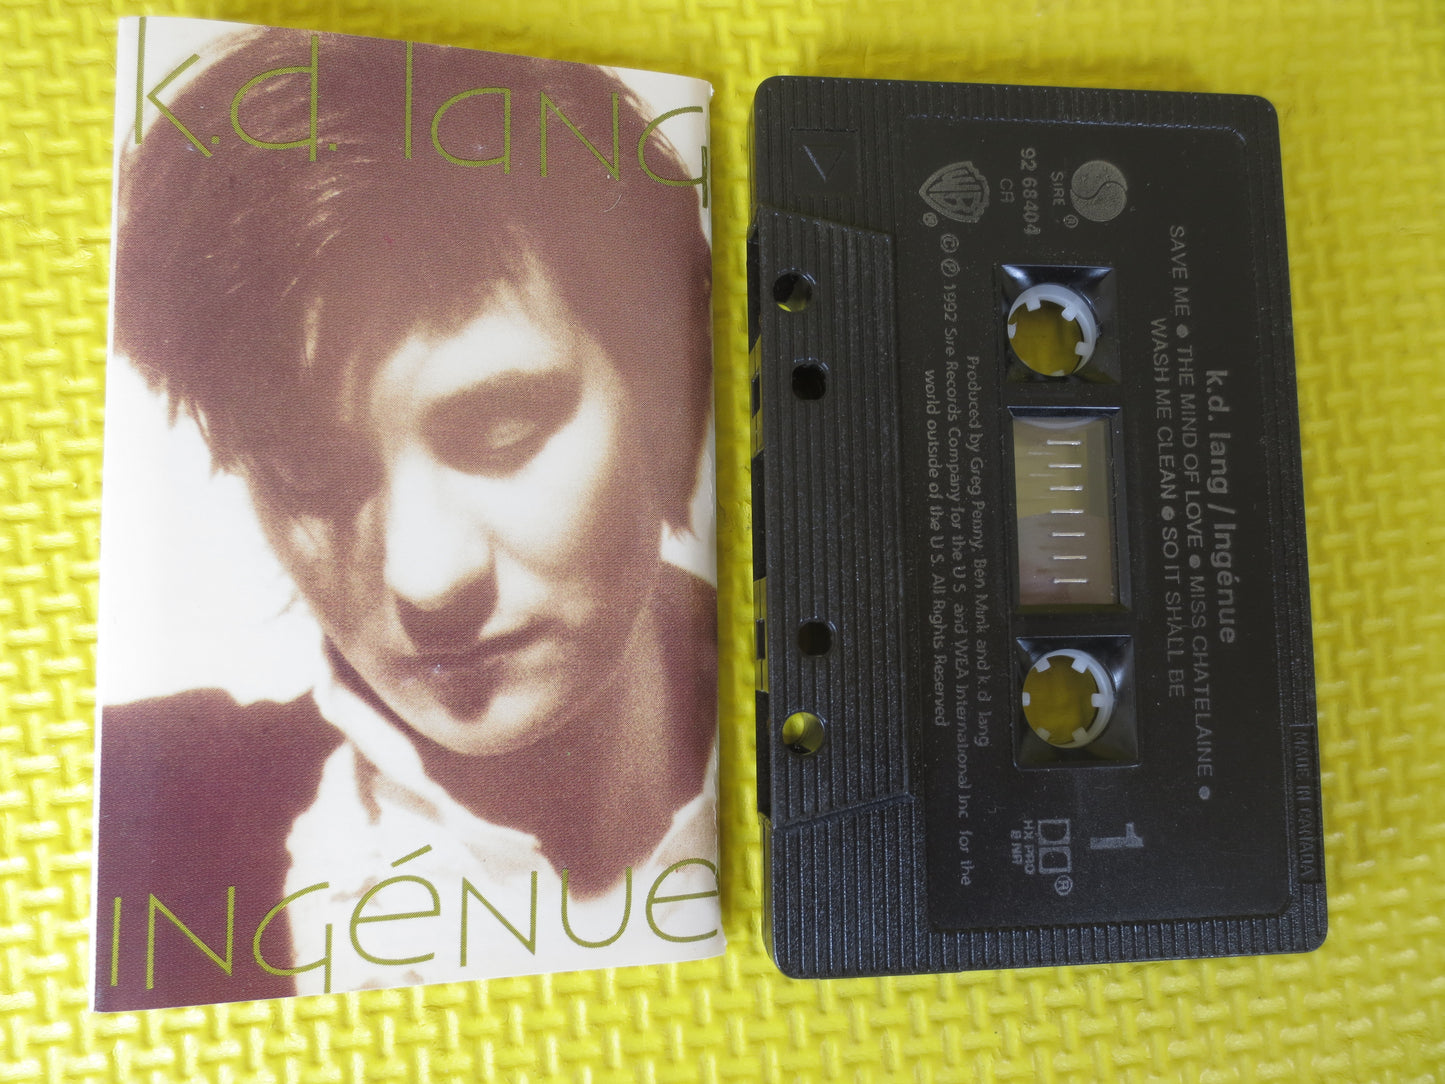 k.d. lang
INGÉNUE
SIRE ®
92 68404
CA
WB ®
k.d. lang / Ingénue
SAVE ME ● THE MIND OF LOVE ● MISS CHATELAINE ●
WASH ME CLEAN ● SO IT SHALL BE
Produced by Greg Penny, Ben Mink and k.d. lang
© ℗ 1992 Sire Records Company for the U.S. and WEA International Inc. for the
world outside of the U.S. All Rights Reserved
1
®
HX PRO
B NR
MADE IN CANADA